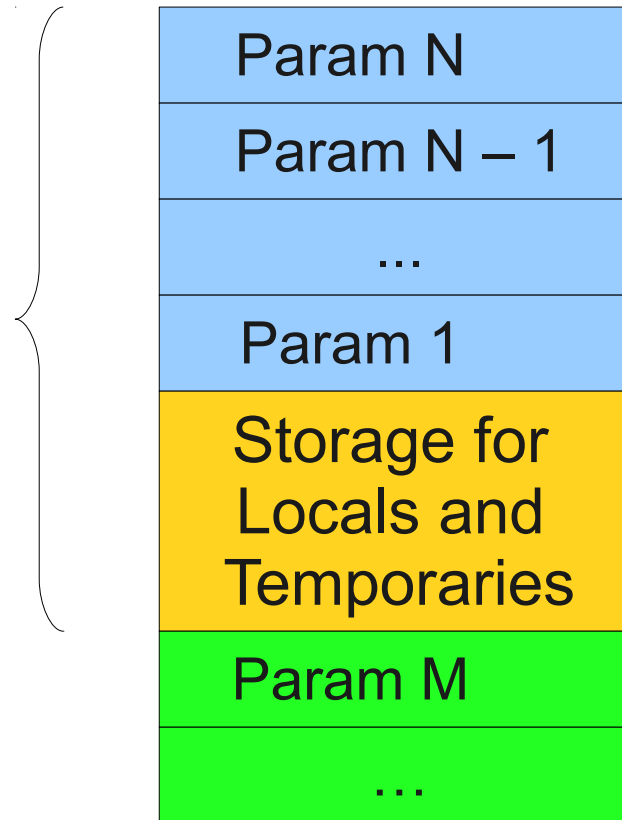 Param N
Param N – 1
...
Param 1
Storage for
Locals and
Temporaries
Param M
...